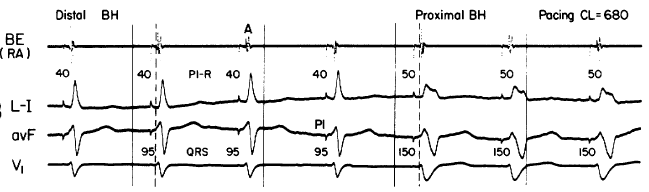 Distal BH Proximal BH Pacing CL=680
BE A
(RA)
40 40 PI-R 40 40 50 50 50
L-I
avF PI
95 QRS 95 95 150 150 150
V1